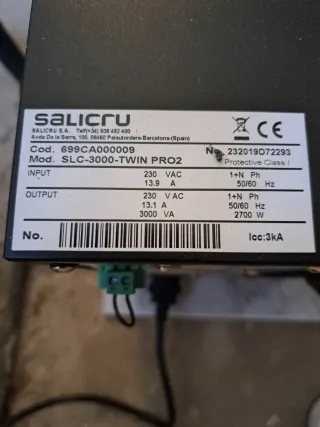 SALICRU
SALICRU S.A. Telf(+34) 938 482 400
Avda De la Serra, 100, 08460 Palautordera-Barcelona-(Spain)
CE
Cod. 699CA000009
No. 232019D72293
Mod. SLC-3000-TWIN PRO2
Protective Class I
INPUT 230 VAC 1+N Ph
13.9 A 50/60 Hz
OUTPUT 230 V AC 1+N Ph
13.1 A 50/60 Hz
3000 VA 2700 W
No. Icc:3kA